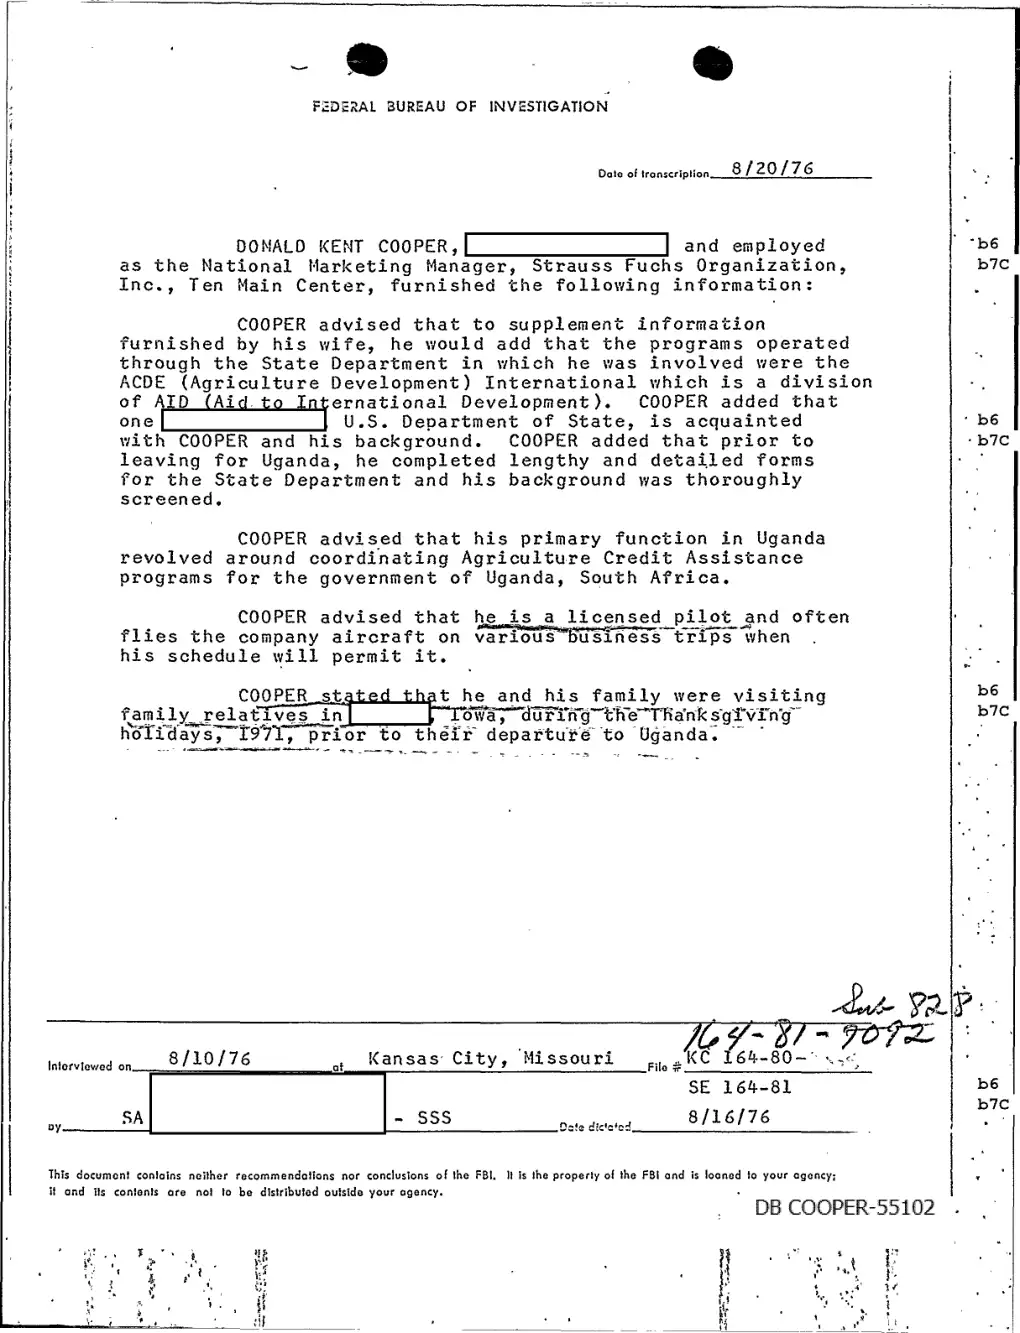 FEDERAL BUREAU OF INVESTIGATION
Date of transcription 8/20/76
DONALD KENT COOPER, and employed
as the National Marketing Manager, Strauss Fuchs Organization,
Inc., Ten Main Center, furnished the following information:
COOPER advised that to supplement information
furnished by his wife, he would add that the programs operated
through the State Department in which he was involved were the
ACDE (Agriculture Development) International which is a division
of AID (Aid to International Development). COOPER added that
one U.S. Department of State, is acquainted
with COOPER and his background. COOPER added that prior to
leaving for Uganda, he completed lengthy and detailed forms
for the State Department and his background was thoroughly
screened.
COOPER advised that his primary function in Uganda
revolved around coordinating Agriculture Credit Assistance
programs for the government of Uganda, South Africa.
COOPER advised that he is a licensed pilot and often
flies the company aircraft on various business trips when
his schedule will permit it.
COOPER stated that he and his family were visiting
family relatives in , Iowa, during the Thanksgiving
holidays, 1971, prior to their departure to Uganda.
b6
b7C
b6
b7C
b6
b7C
Sub 828
164-81-9092
Interviewed on 8/10/76 at Kansas City, Missouri File # KC 164-80-
SE 164-81
b6
b7C
by SA - SSS Date dictated 8/16/76
This document contains neither recommendations nor conclusions of the FBI. It is the property of the FBI and is loaned to your agency;
it and its contents are not to be distributed outside your agency.
DB COOPER-55102